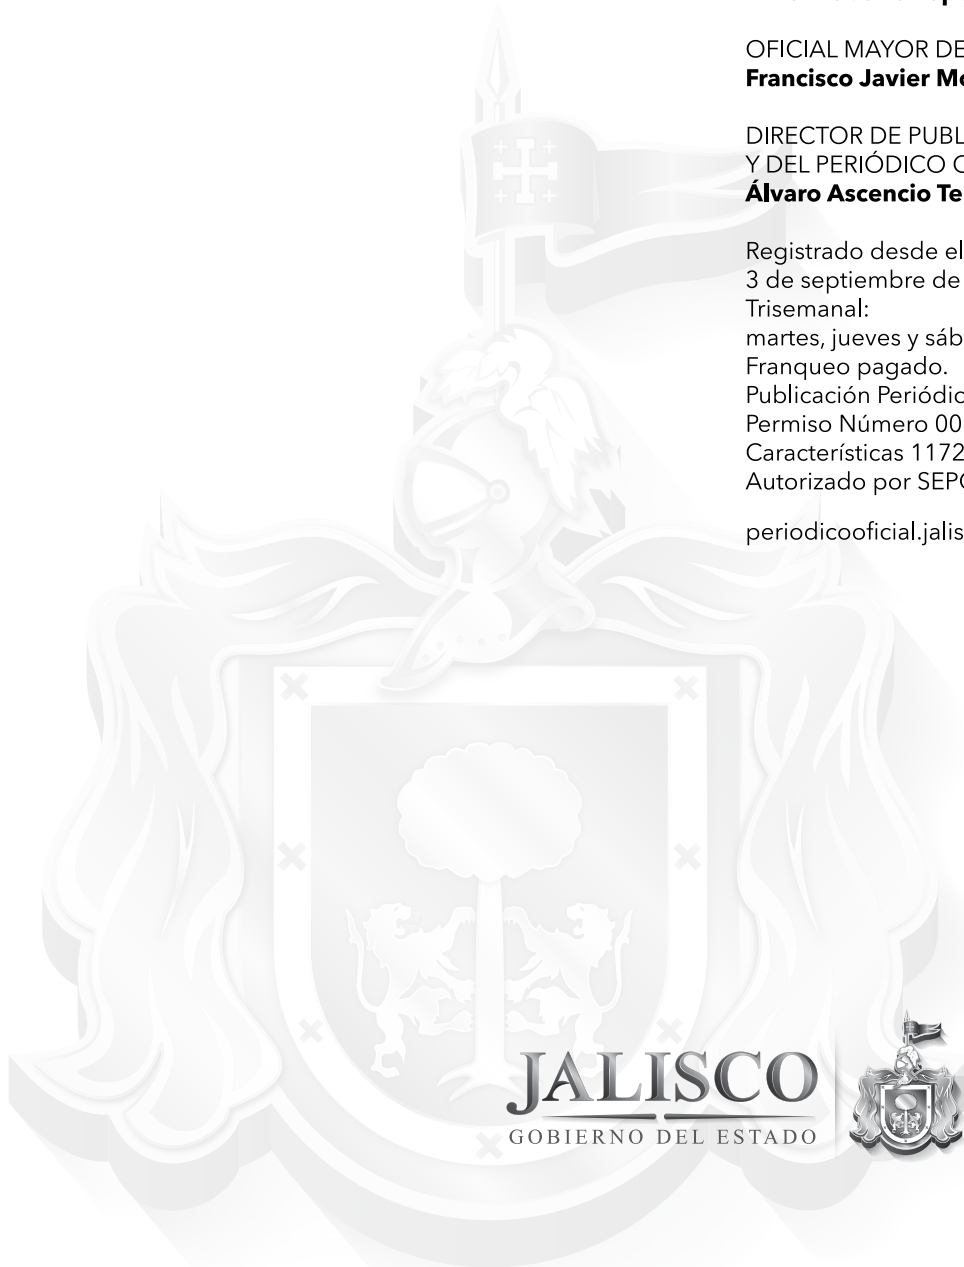 OFICIAL MAYOR DE
Francisco Javier Mo
DIRECTOR DE PUBL
Y DEL PERIÓDICO
Álvaro Ascencio Te
Registrado desde el
3 de septiembre de
Trisemanal:
martes, jueves y sáb
Franqueo pagado.
Publicación Periódic
Permiso Número 00
Características 1172
Autorizado por SEPO
periodicooficial.jalis
JALISCO
GOBIERNO DEL ESTADO